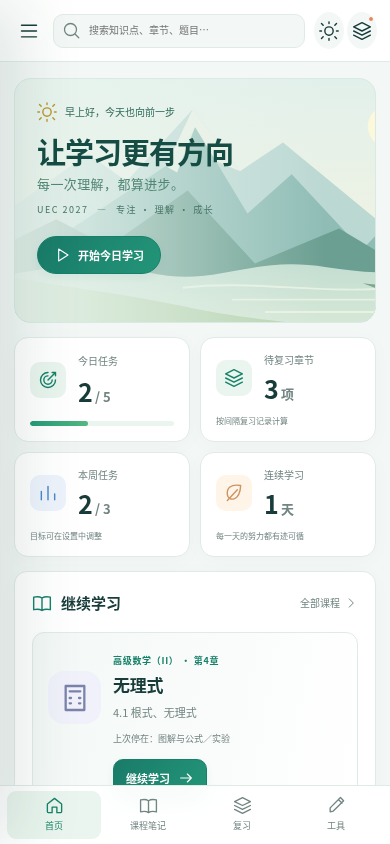 搜索知识点、章节、题目…
早上好，今天也向前一步
让学习更有方向
每一次理解，都算进步。
UEC 2027 — 专注 · 理解 · 成长
开始今日学习
今日任务
2 / 5
待复习章节
3 项
按间隔复习记录计算
本周任务
2 / 3
目标可在设置中调整
连续学习
1 天
每一天的努力都有迹可循
继续学习
全部课程
高级数学（II） · 第4章
无理式
4.1 根式、无理式
上次停在：图解与公式／实验
继续学习
首页
课程笔记
复习
工具